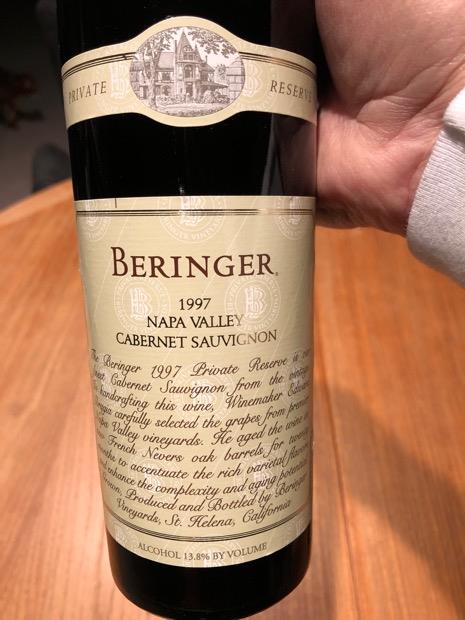 PRIVATE RESERVE
BERINGER
1997
NAPA VALLEY
CABERNET SAUVIGNON
The Beringer 1997 Private Reserve is our
Cabernet Sauvignon from the vintage
handcrafting this wine, Winemaker
carefully selected the grapes from
Valley vineyards. He aged the wine
French Nevers oak barrels for
to accentuate the rich varietal
enhance the complexity and aging
Produced and Bottled by Beringer
Vineyards, St. Helena, California
ALCOHOL 13.8% BY VOLUME